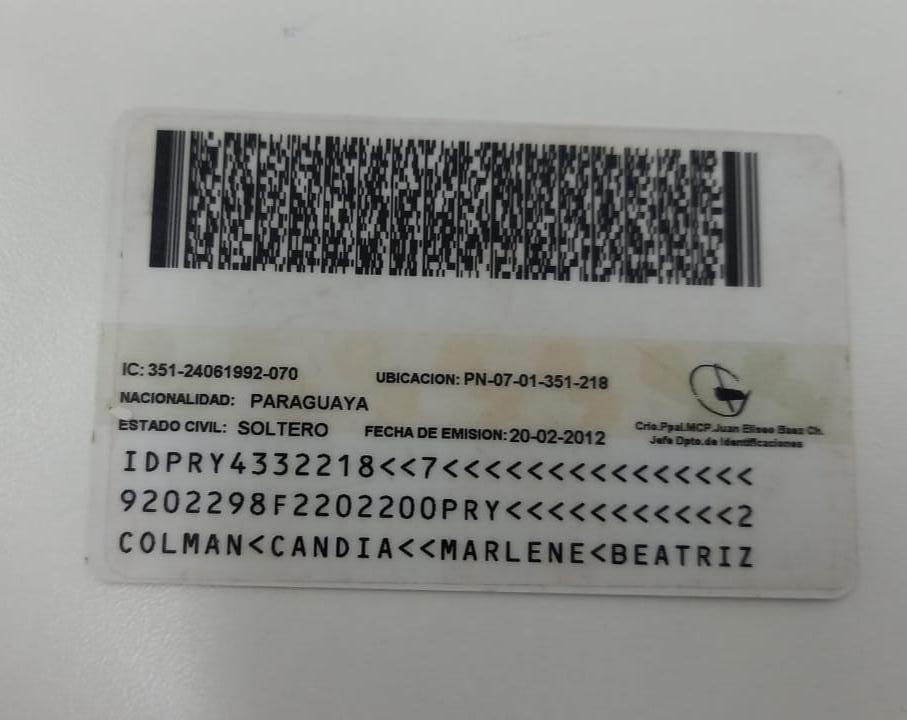 IC: 351-24061992-070
UBICACION: PN-07-01-351-218
NACIONALIDAD: PARAGUAYA
ESTADO CIVIL: SOLTERO
FECHA DE EMISION: 20-02-2012
Crio.Ppal.MCP.Juan Eliseo Baez Ch.
Jefe Dpto.de Identificaciones
IDPRY4332218<<7<<<<<<<<<<<<<<<
9202298F2202200PRY<<<<<<<<<<<2
COLMAN<CANDIA<<MARLENE<BEATRIZ